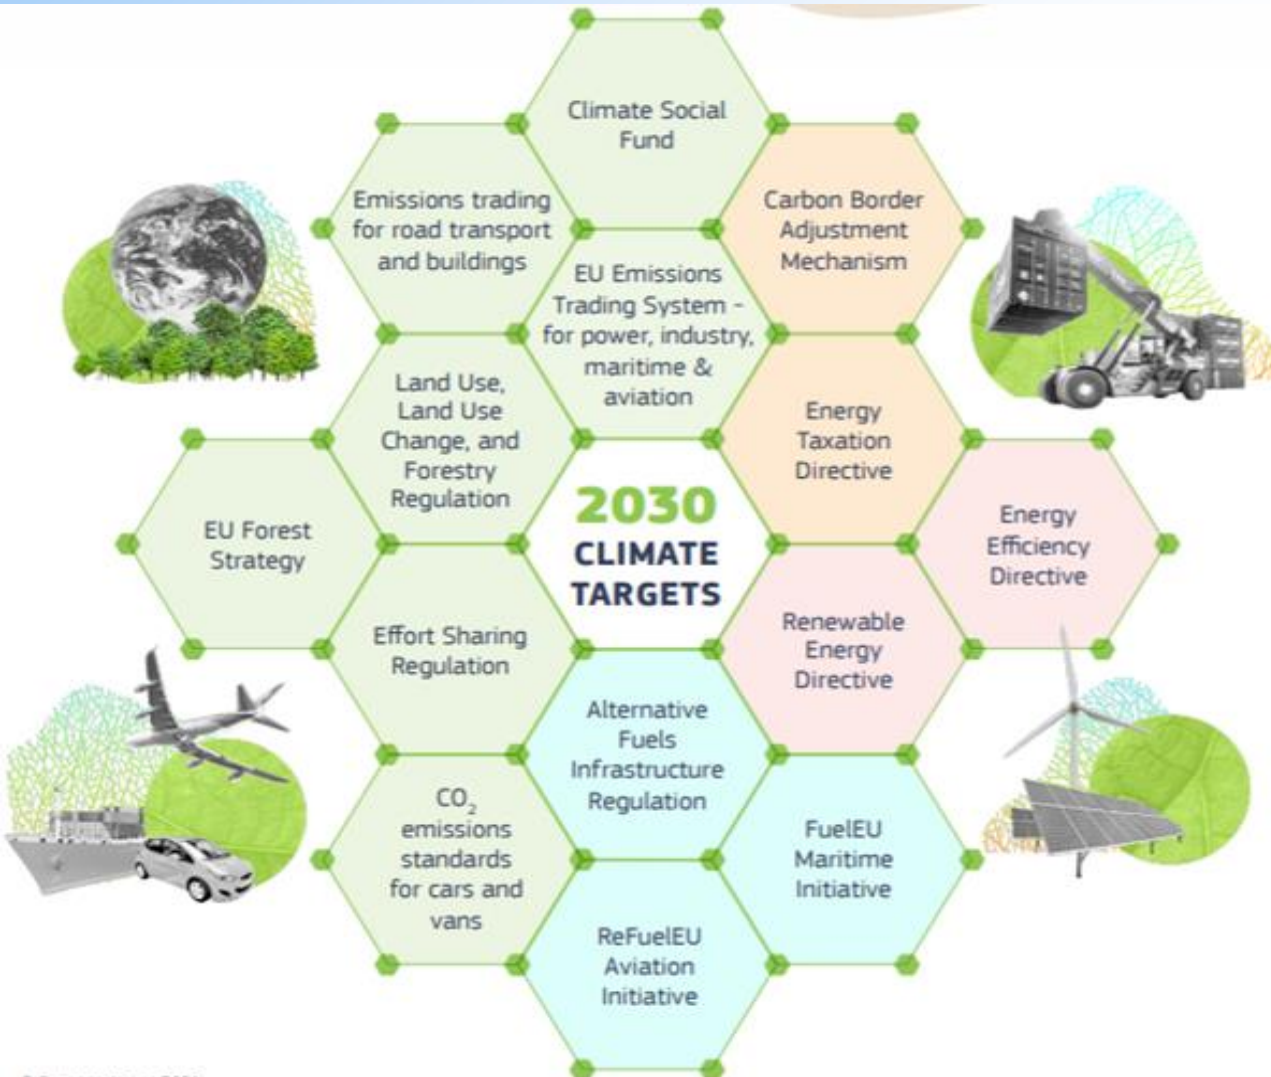 Climate Social
Fund
Emissions trading
for road transport
and buildings
Carbon Border
Adjustment
Mechanism
EU Emissions
Trading System –
for power, industry,
maritime &
aviation
Land Use,
Land Use
Change, and
Forestry
Regulation
Energy
Taxation
Directive
EU Forest
Strategy
2030
CLIMATE
TARGETS
Energy
Efficiency
Directive
Effort Sharing
Regulation
Renewable
Energy
Directive
Alternative
Fuels
Infrastructure
Regulation
CO₂
emissions
standards
for cars and
vans
FuelEU
Maritime
Initiative
ReFuelEU
Aviation
Initiative